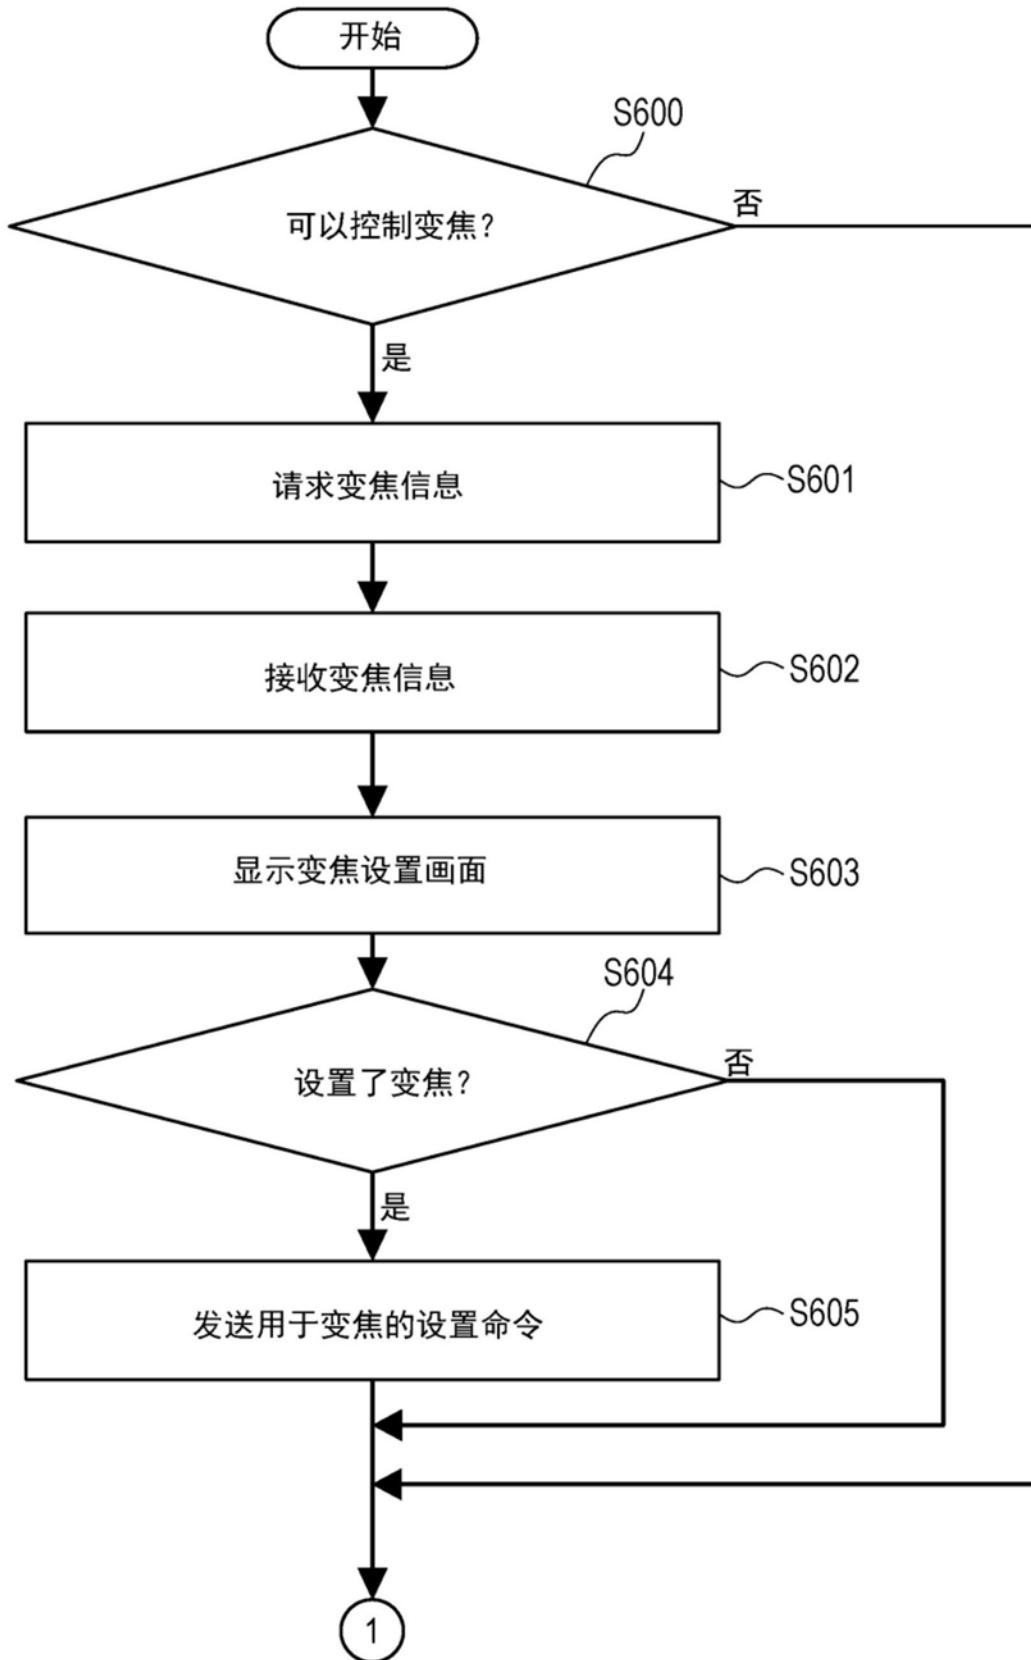 开始
S600
可以控制变焦?
否
是
请求变焦信息
S601
接收变焦信息
S602
显示变焦设置画面
S603
S604
设置了变焦?
否
是
发送用于变焦的设置命令
S605
1